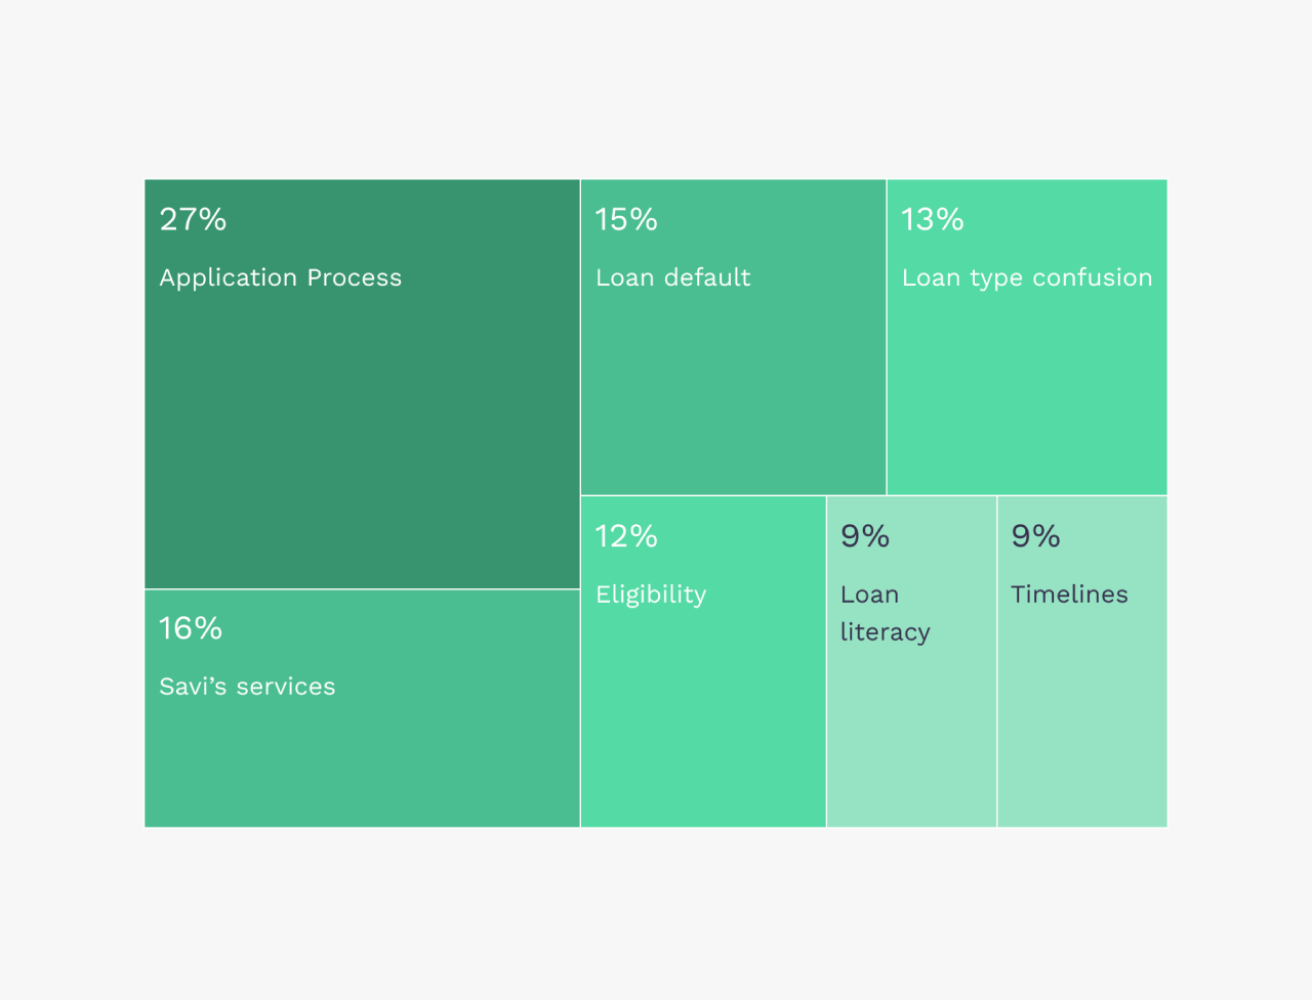 27%
Application Process
15%
Loan default
13%
Loan type confusion
16%
Savi’s services
12%
Eligibility
9%
Loan
literacy
9%
Timelines